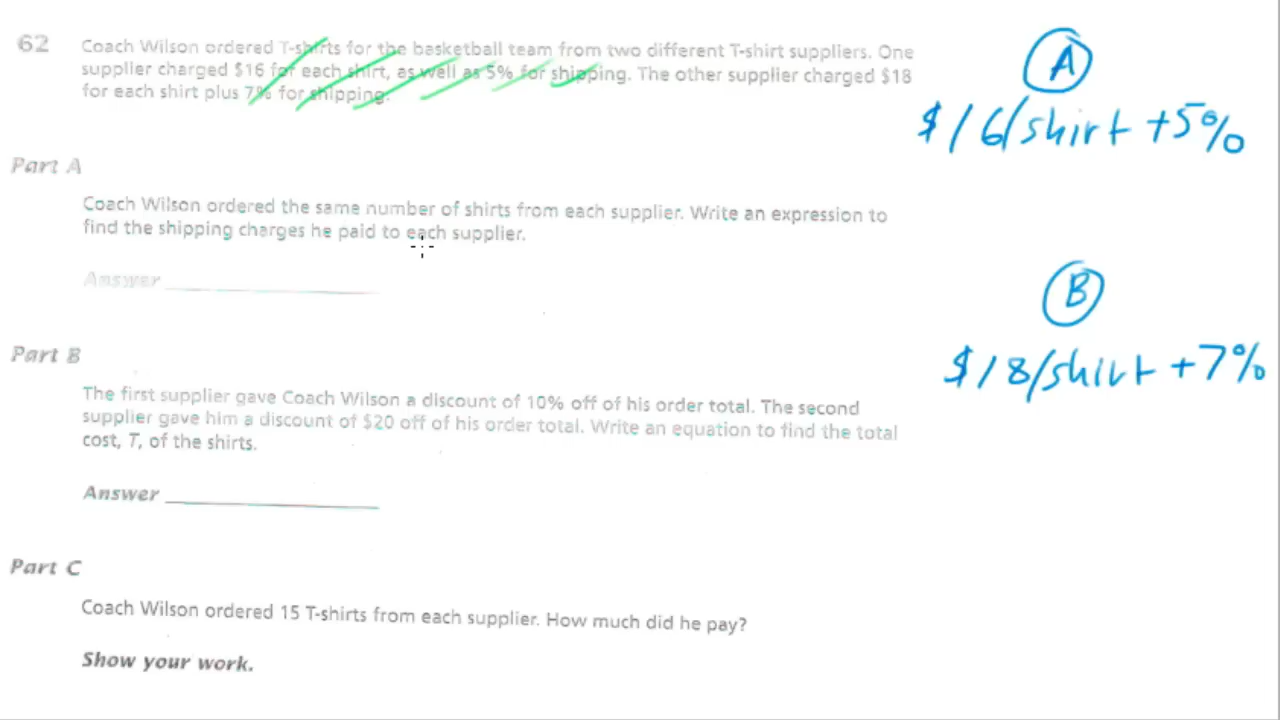 62 Coach Wilson ordered T-shirts for the basketball team from two different T-shirt suppliers. One
supplier charged $16 for each shirt, as well as 5% for shipping. The other supplier charged $18
for each shirt plus 7% for shipping.
A
$16/shirt +5%
Part A
Coach Wilson ordered the same number of shirts from each supplier. Write an expression to
find the shipping charges he paid to each supplier.
Answer
B
$18/shirt +7%
Part B
The first supplier gave Coach Wilson a discount of 10% off of his order total. The second
supplier gave him a discount of $20 off of his order total. Write an equation to find the total
cost, T, of the shirts.
Answer
Part C
Coach Wilson ordered 15 T-shirts from each supplier. How much did he pay?
Show your work.